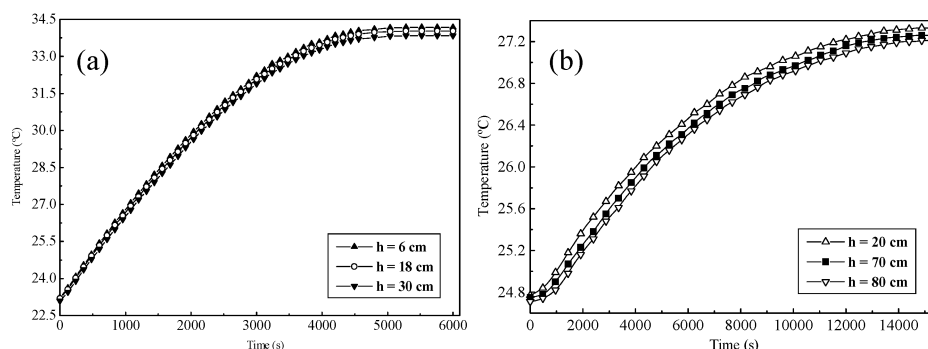 (a)
34.5
33.0
31.5
30.0
28.5
27.0
25.5
24.0
22.5
Temperature (ºC)
h = 6 cm
h = 18 cm
h = 30 cm
0 1000 2000 3000 4000 5000 6000
Time (s)
(b)
27.2
26.8
26.4
26.0
25.6
25.2
24.8
Temperature (ºC)
h = 20 cm
h = 70 cm
h = 80 cm
0 2000 4000 6000 8000 10000 12000 14000
Time (s)